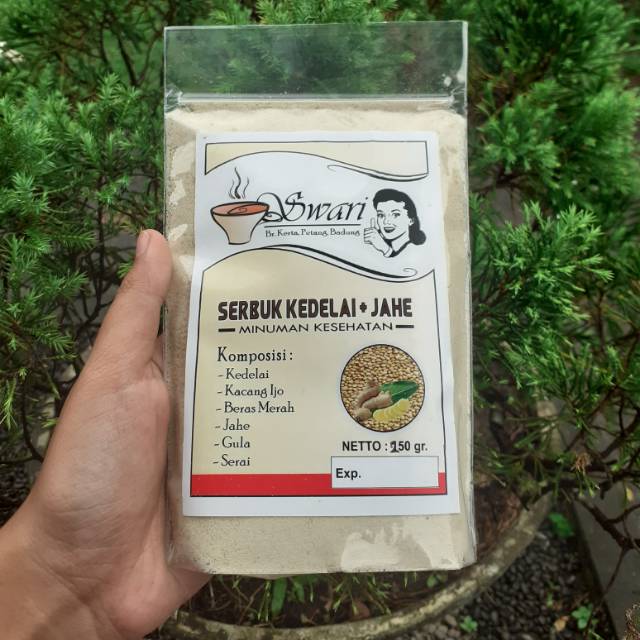 Swari
Br. Kerta, Petang, Badung
SERBUK KEDELAI + JAHE
MINUMAN KESEHATAN
Komposisi :
- Kedelai
- Kacang Ijo
- Beras Merah
- Jahe
- Gula
- Serai
NETTO : 250 gr.
Exp.